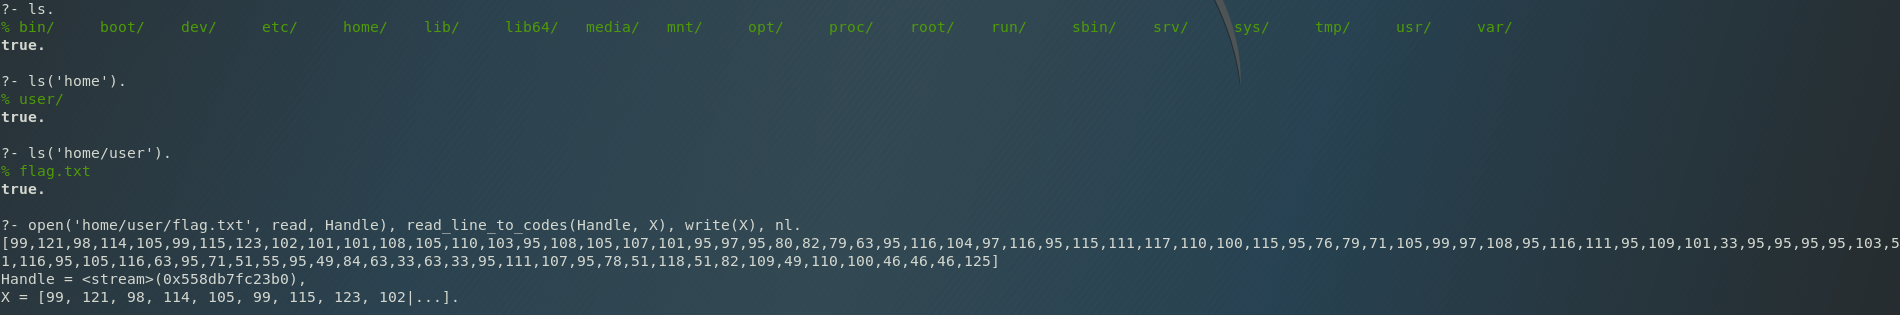 ?- ls.
% bin/     boot/    dev/     etc/     home/    lib/     lib64/   media/   mnt/     opt/     proc/    root/    run/     sbin/    srv/     sys/     tmp/     usr/     var/
true.
?- ls('home').
% user/
true.
?- ls('home/user').
% flag.txt
true.
?- open('home/user/flag.txt', read, Handle), read_line_to_codes(Handle, X), write(X), nl.
[99,121,98,114,105,99,115,123,102,101,101,108,105,110,103,95,108,105,107,101,95,97,95,80,82,79,63,95,116,104,97,116,95,115,111,117,110,100,115,95,76,79,71,105,99,97,108,95,116,111,95,109,101,33,95,95,95,95,103,5
1,116,95,105,116,63,95,71,51,55,95,49,84,63,33,63,33,95,111,107,95,78,51,118,51,82,109,49,110,100,46,46,46,125]
Handle = <stream>(0x558db7fc23b0),
X = [99, 121, 98, 114, 105, 99, 115, 123, 102|...].